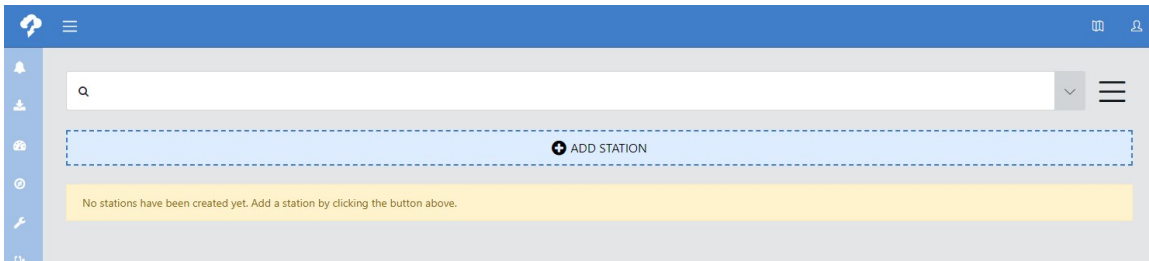 ADD STATION
No stations have been created yet. Add a station by clicking the button above.